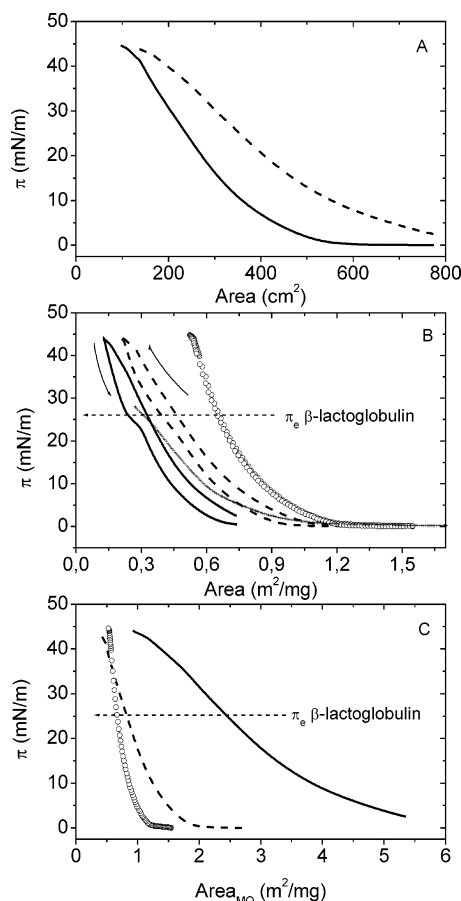 A
50
40
30
20
10
0
π (mN/m)
0 200 400 600 800
Area (cm²)
B
50
40
30
20
10
0
π (mN/m)
πe β-lactoglobulin
0,0 0,3 0,6 0,9 1,2 1,5
Area (m²/mg)
C
50
40
30
20
10
0
π (mN/m)
πe β-lactoglobulin
0 1 2 3 4 5 6
AreaMO (m²/mg)